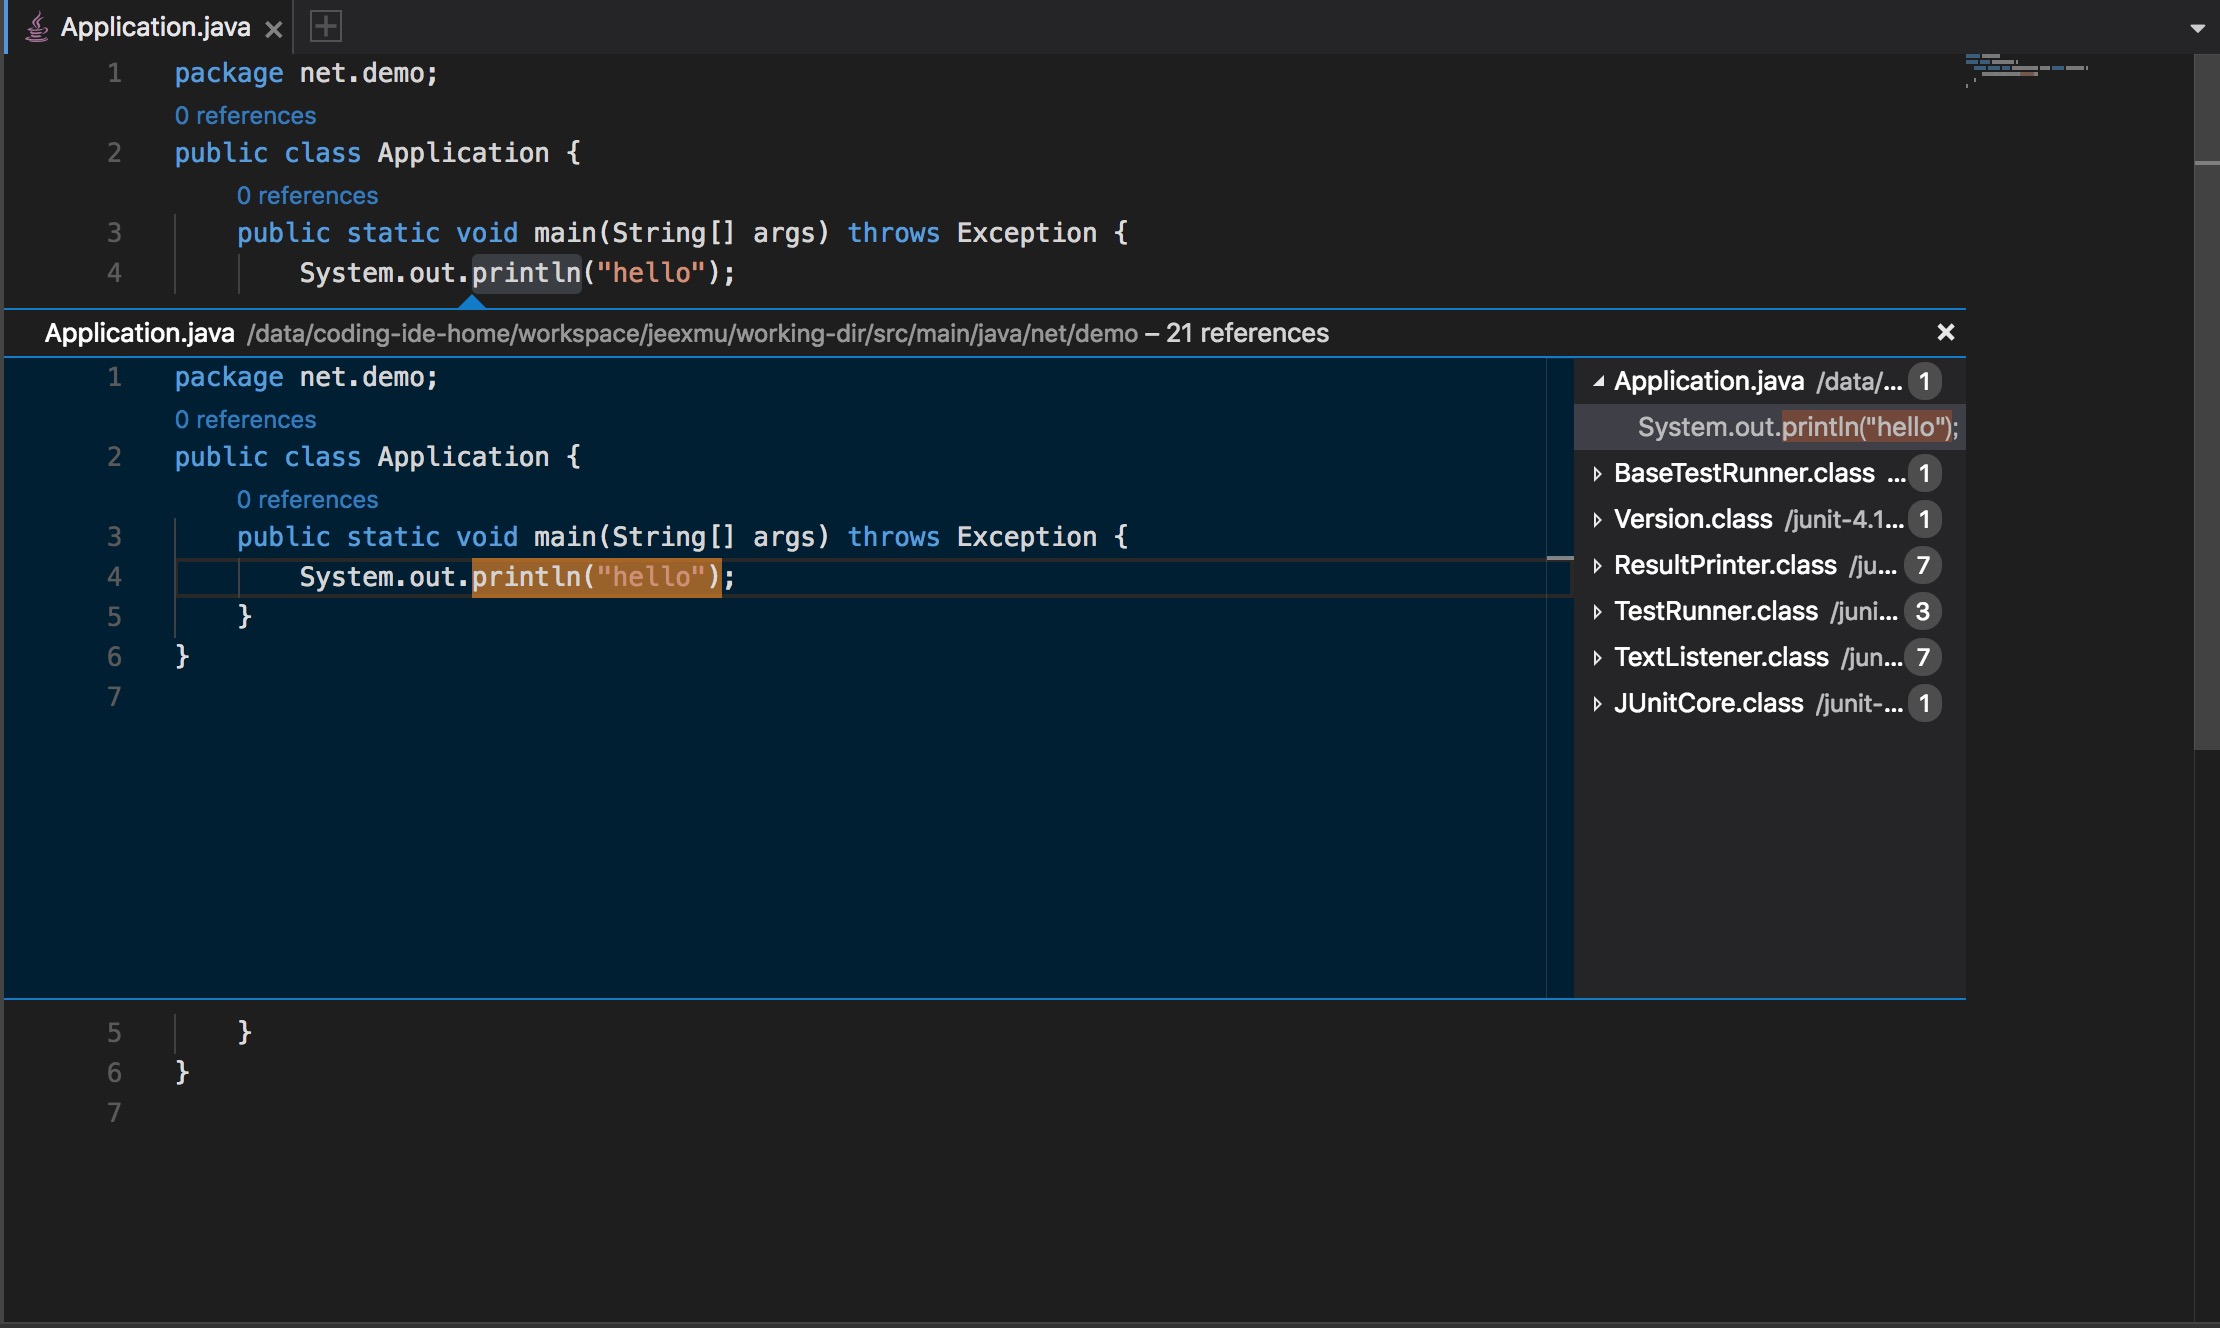 Application.java
1 package net.demo;
0 references
2 public class Application {
0 references
3 public static void main(String[] args) throws Exception {
4 System.out.println("hello");
Application.java /data/coding-ide-home/workspace/jeexmu/working-dir/src/main/java/net/demo – 21 references
1 package net.demo;
0 references
2 public class Application {
0 references
3 public static void main(String[] args) throws Exception {
4 System.out.println("hello");
5 }
6 }
7
Application.java /data/... 1
System.out.println("hello");
BaseTestRunner.class ... 1
Version.class /junit-4.1... 1
ResultPrinter.class /ju... 7
TestRunner.class /juni... 3
TextListener.class /jun... 7
JUnitCore.class /junit-... 1
5 }
6 }
7